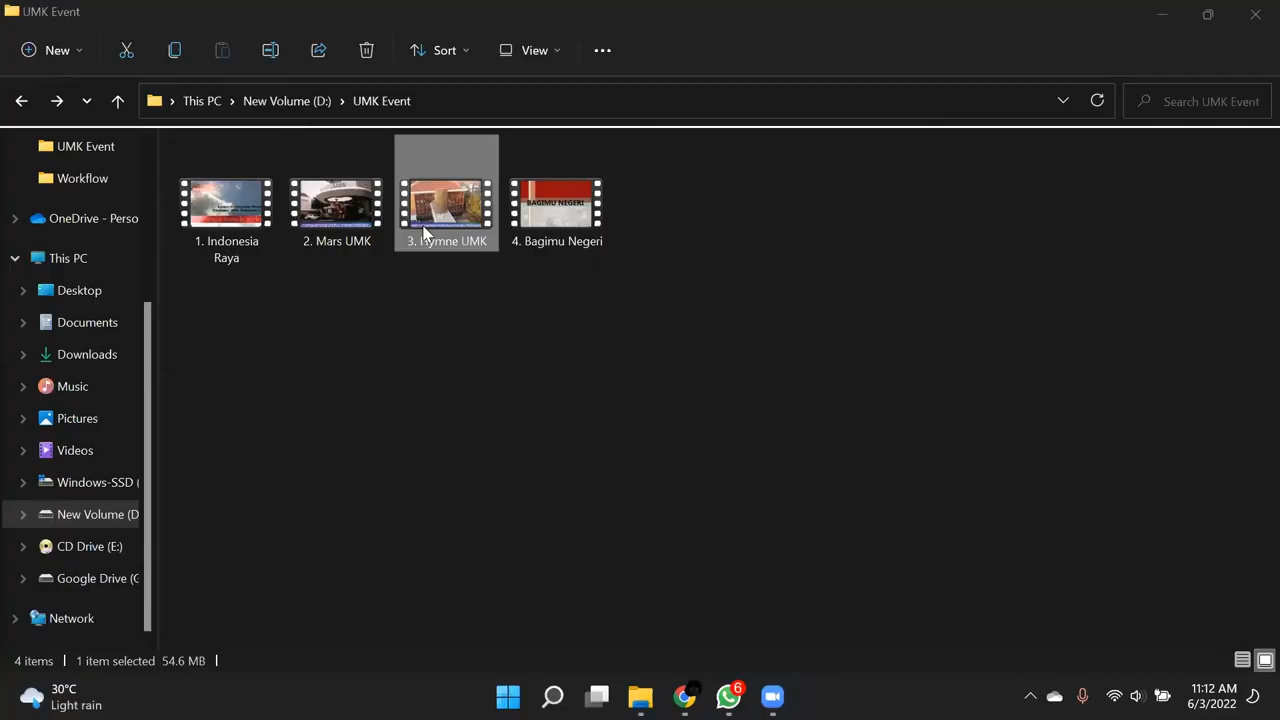 UMK Event
New
Sort
View
This PC
New Volume (D:)
UMK Event
Search UMK Event
UMK Event
Workflow
OneDrive - Perso
This PC
Desktop
Documents
Downloads
Music
Pictures
Videos
Windows-SSD (
New Volume (D
CD Drive (E:)
Google Drive (G
Network
BAGIMU NEGERI
1. Indonesia
Raya
2. Mars UMK
3. Hymne UMK
4. Bagimu Negeri
4 items
1 item selected 54.6 MB
30°C
Light rain
6
11:12 AM
6/3/2022